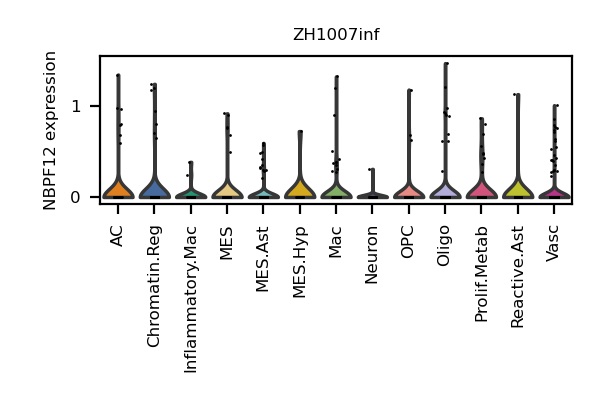 ZH1007inf
NBPF12 expression
1
0
AC
Chromatin.Reg
Inflammatory.Mac
MES
MES.Ast
MES.Hyp
Mac
Neuron
OPC
Oligo
Prolif.Metab
Reactive.Ast
Vasc